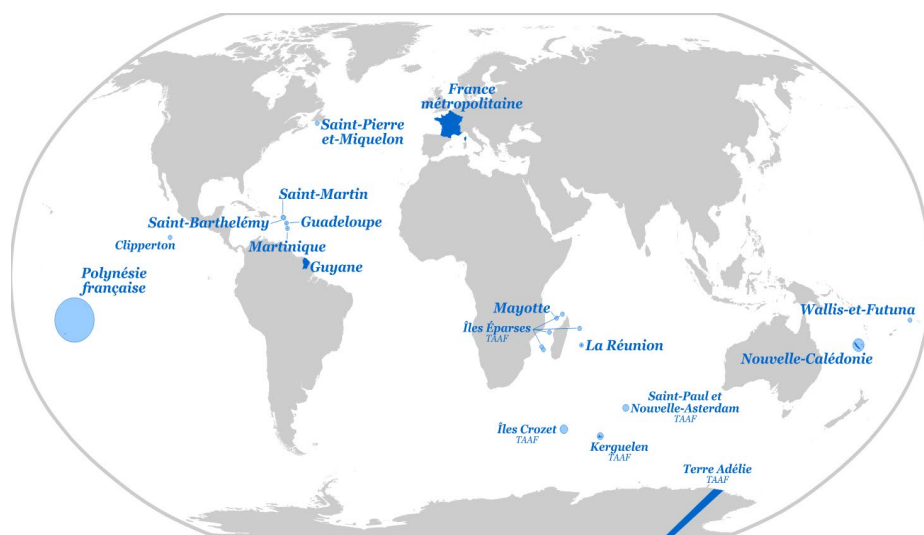 France
métropolitaine
Saint-Pierre
et-Miquelon
Saint-Martin
Saint-Barthélémy
Guadeloupe
Martinique
Clipperton
Guyane
Polynésie
française
Mayotte
Îles Éparses
TAAF
La Réunion
Wallis-et-Futuna
Nouvelle-Calédonie
Saint-Paul et
Nouvelle-Asterdam
TAAF
Îles Crozet
TAAF
Kerguelen
TAAF
Terre Adélie
TAAF